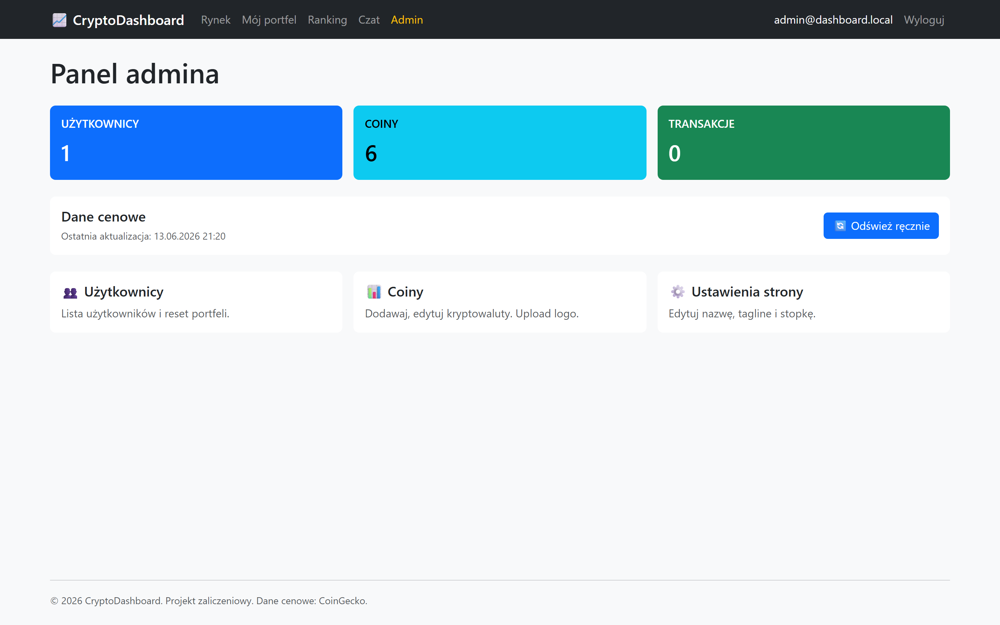 CryptoDashboard Rynek Mój portfel Ranking Czat Admin admin@dashboard.local Wyloguj
Panel admina
UŻYTKOWNICY
1
COINY
6
TRANSAKCJE
0
Dane cenowe
Ostatnia aktualizacja: 13.06.2026 21:20
Odśwież ręcznie
Użytkownicy
Lista użytkowników i reset portfeli.
Coiny
Dodawaj, edytuj kryptowaluty. Upload logo.
Ustawienia strony
Edytuj nazwę, tagline i stopkę.
© 2026 CryptoDashboard. Projekt zaliczeniowy. Dane cenowe: CoinGecko.